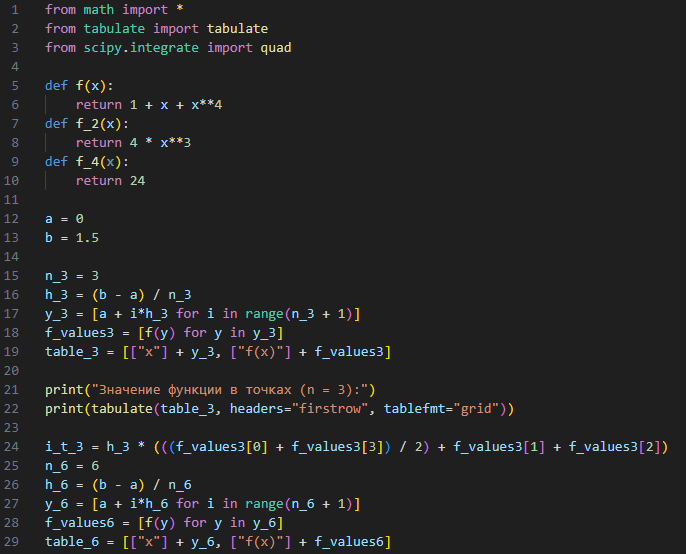 1 from math import *
2 from tabulate import tabulate
3 from scipy.integrate import quad
4
5 def f(x):
6     return 1 + x + x**4
7 def f_2(x):
8     return 4 * x**3
9 def f_4(x):
10     return 24
11
12 a = 0
13 b = 1.5
14
15 n_3 = 3
16 h_3 = (b - a) / n_3
17 y_3 = [a + i*h_3 for i in range(n_3 + 1)]
18 f_values3 = [f(y) for y in y_3]
19 table_3 = [["x"] + y_3, ["f(x)"] + f_values3]
20
21 print("Значение функции в точках (n = 3):")
22 print(tabulate(table_3, headers="firstrow", tablefmt="grid"))
23
24 i_t_3 = h_3 * (((f_values3[0] + f_values3[3]) / 2) + f_values3[1] + f_values3[2])
25 n_6 = 6
26 h_6 = (b - a) / n_6
27 y_6 = [a + i*h_6 for i in range(n_6 + 1)]
28 f_values6 = [f(y) for y in y_6]
29 table_6 = [["x"] + y_6, ["f(x)"] + f_values6]